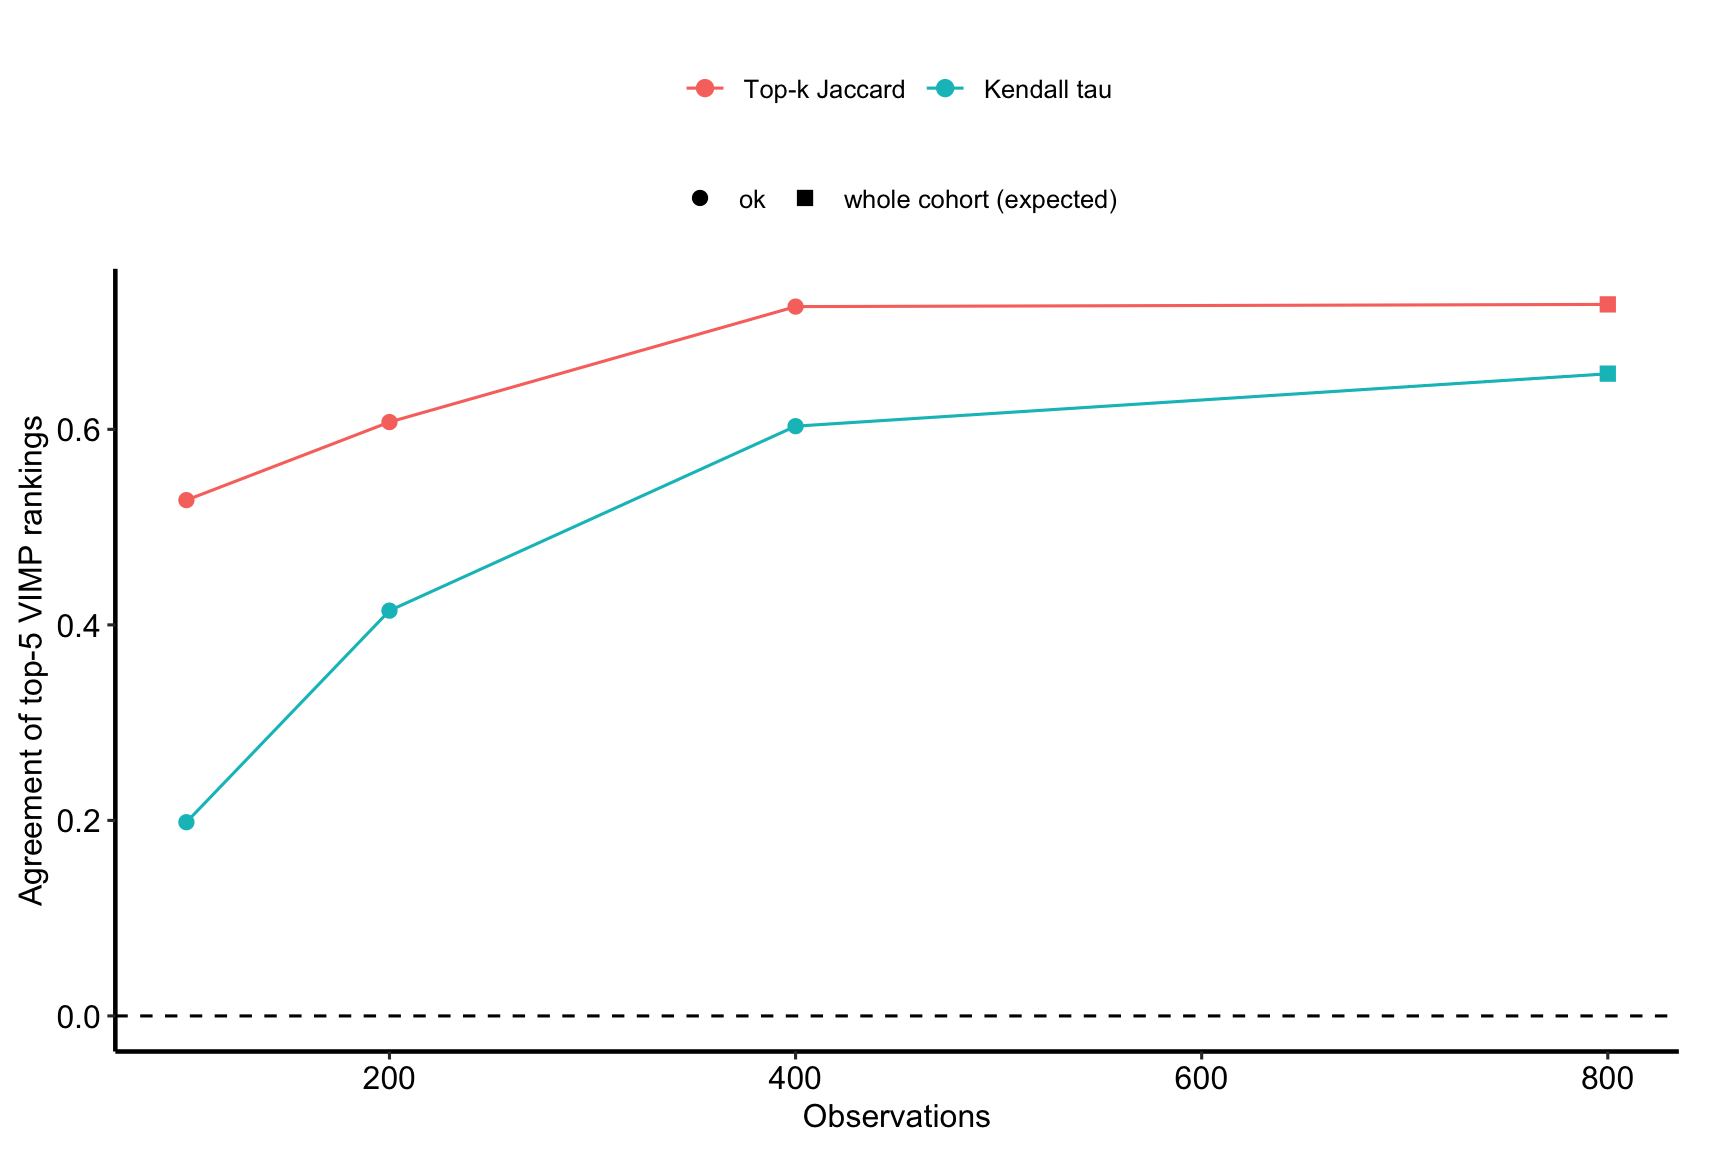 Top-k Jaccard Kendall tau
ok whole cohort (expected)
Agreement of top-5 VIMP rankings
0.6
0.4
0.2
0.0
200 400 600 800
Observations